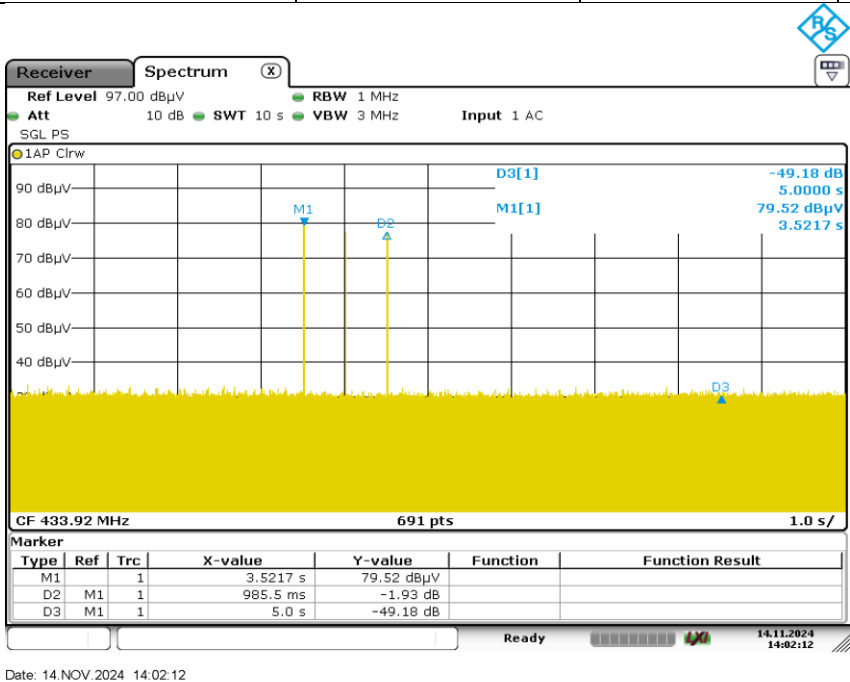 R&S
Receiver Spectrum X
Ref Level 97.00 dBµV RBW 1 MHz
Att 10 dB SWT 10 s VBW 3 MHz Input 1 AC
SGL PS
1AP Clrw
D3[1] -49.18 dB
5.0000 s
M1[1] 79.52 dBµV
3.5217 s
90 dBµV
M1
80 dBµV
D2
70 dBµV
60 dBµV
50 dBµV
40 dBµV
D3
CF 433.92 MHz 691 pts 1.0 s/
Marker
Type Ref Trc X-value Y-value Function Function Result
M1 1 3.5217 s 79.52 dBµV
D2 M1 1 985.5 ms -1.93 dB
D3 M1 1 5.0 s -49.18 dB
Ready LXI 14.11.2024
14:02:12
Date: 14.NOV.2024 14:02:12